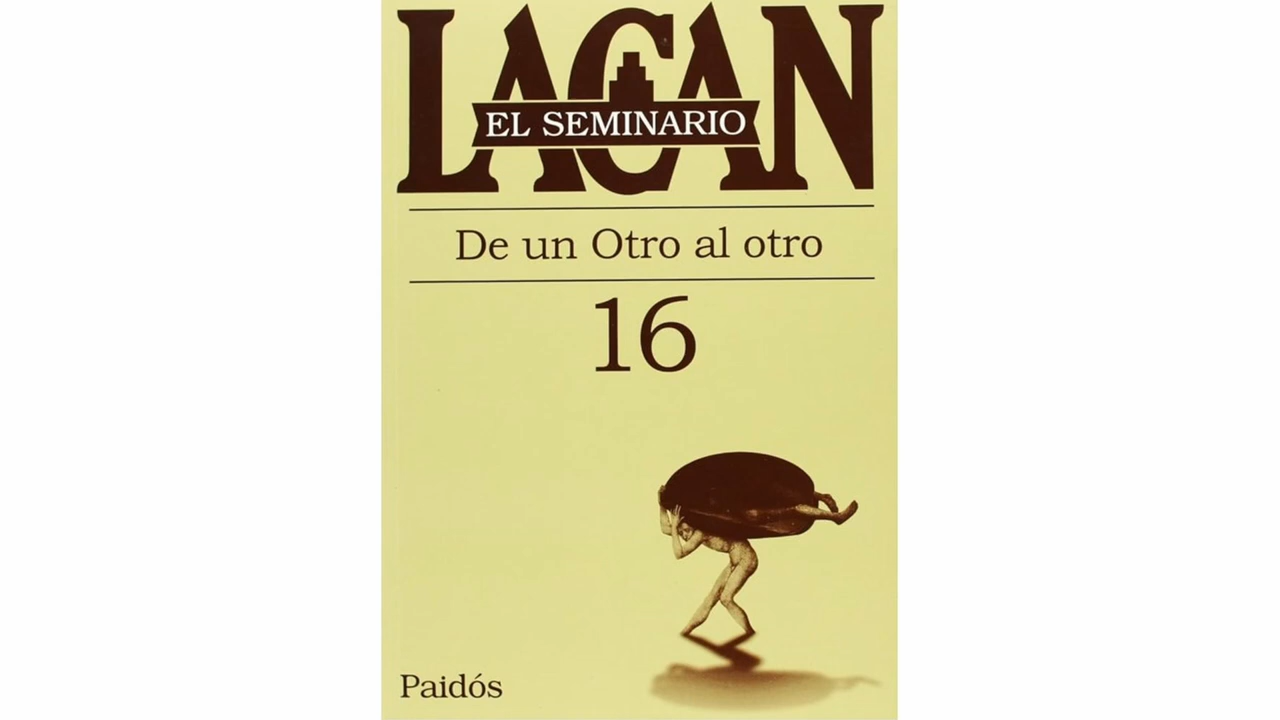 LACAN
EL SEMINARIO
De un Otro al otro
16
Paidós